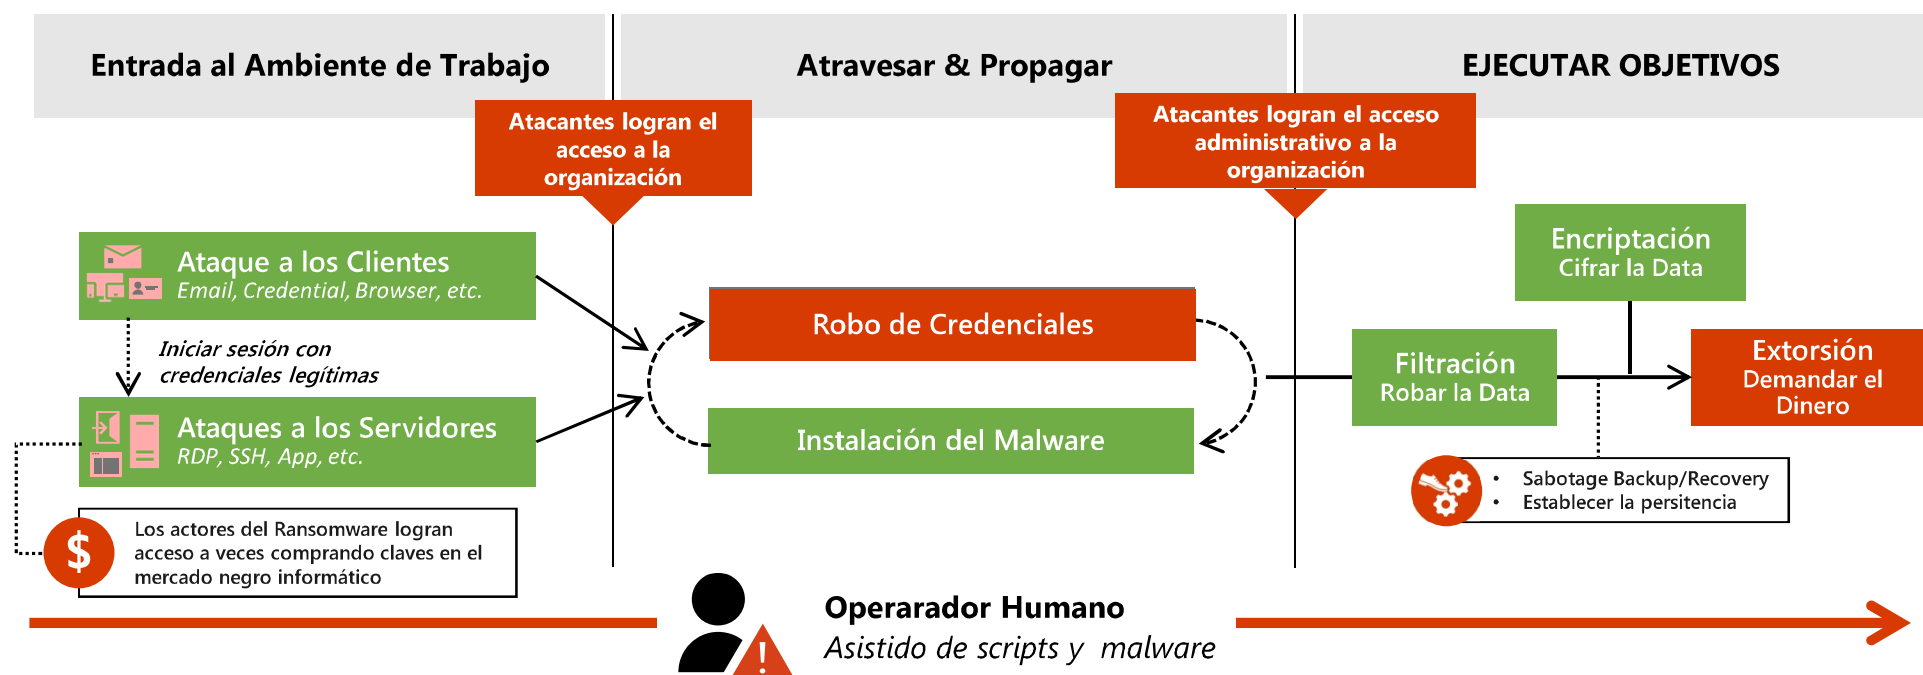 Entrada al Ambiente de Trabajo
Atravesar & Propagar
EJECUTAR OBJETIVOS
Atacantes logran el
acceso a la
organización
Atacantes logran el acceso
administrativo a la
organización
Ataque a los Clientes
Email, Credential, Browser, etc.
Iniciar sesión con
credenciales legítimas
Ataques a los Servidores
RDP, SSH, App, etc.
$
Los actores del Ransomware logran
acceso a veces comprando claves en el
mercado negro informático
Robo de Credenciales
Instalación del Malware
Encriptación
Cifrar la Data
Filtración
Robar la Data
Extorsión
Demandar el
Dinero
• Sabotage Backup/Recovery
• Establecer la persitencia
Operarador Humano
Asistido de scripts y malware
!